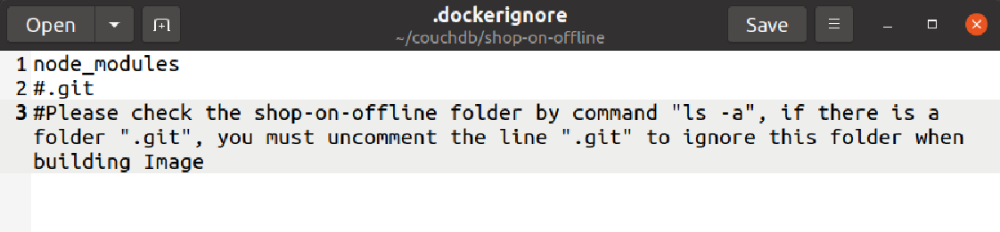 Open
.dockerignore
~/couchdb/shop-on-offline
Save
1 node_modules
2 #.git
3 #Please check the shop-on-offline folder by command "ls -a", if there is a
folder ".git", you must uncomment the line ".git" to ignore this folder when
building Image